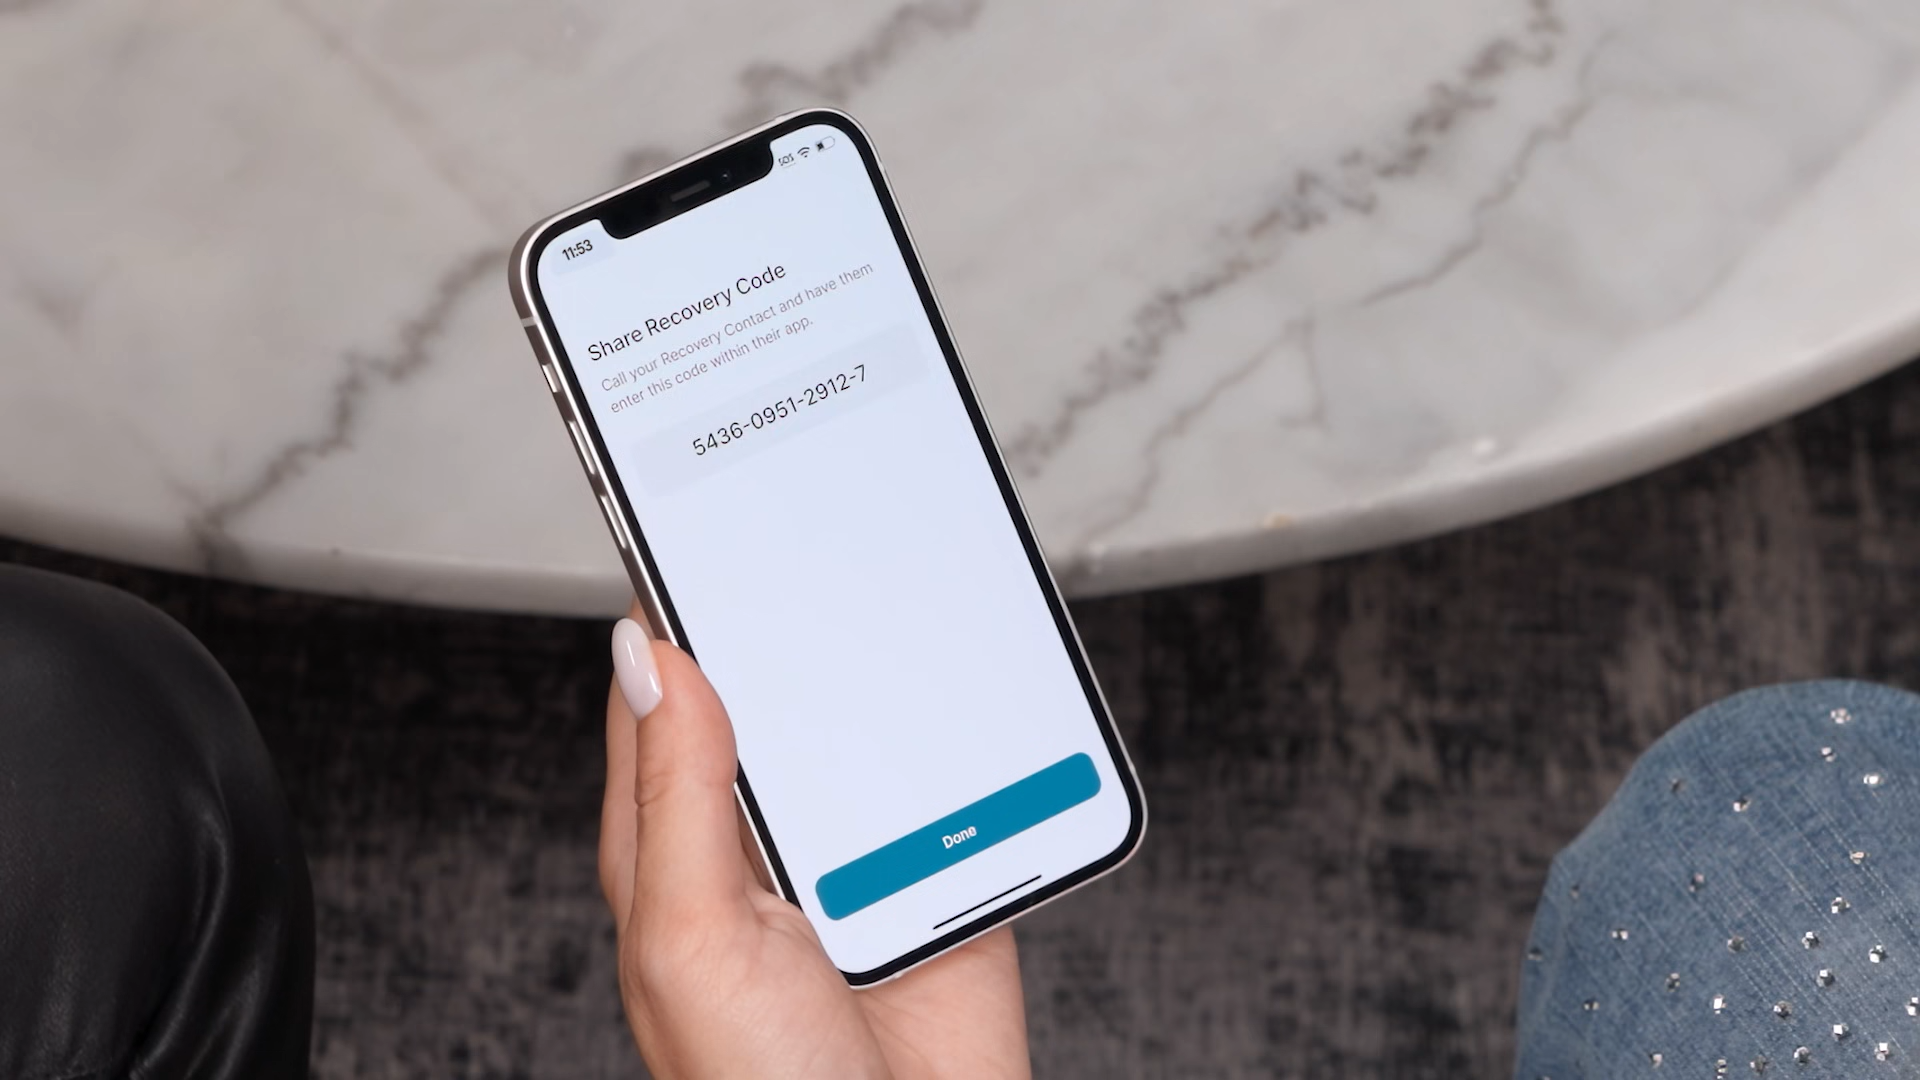 11:53
SOS
Share Recovery Code
Call your Recovery Contact and have them
enter this code within their app.
5436-0951-2912-7
Done